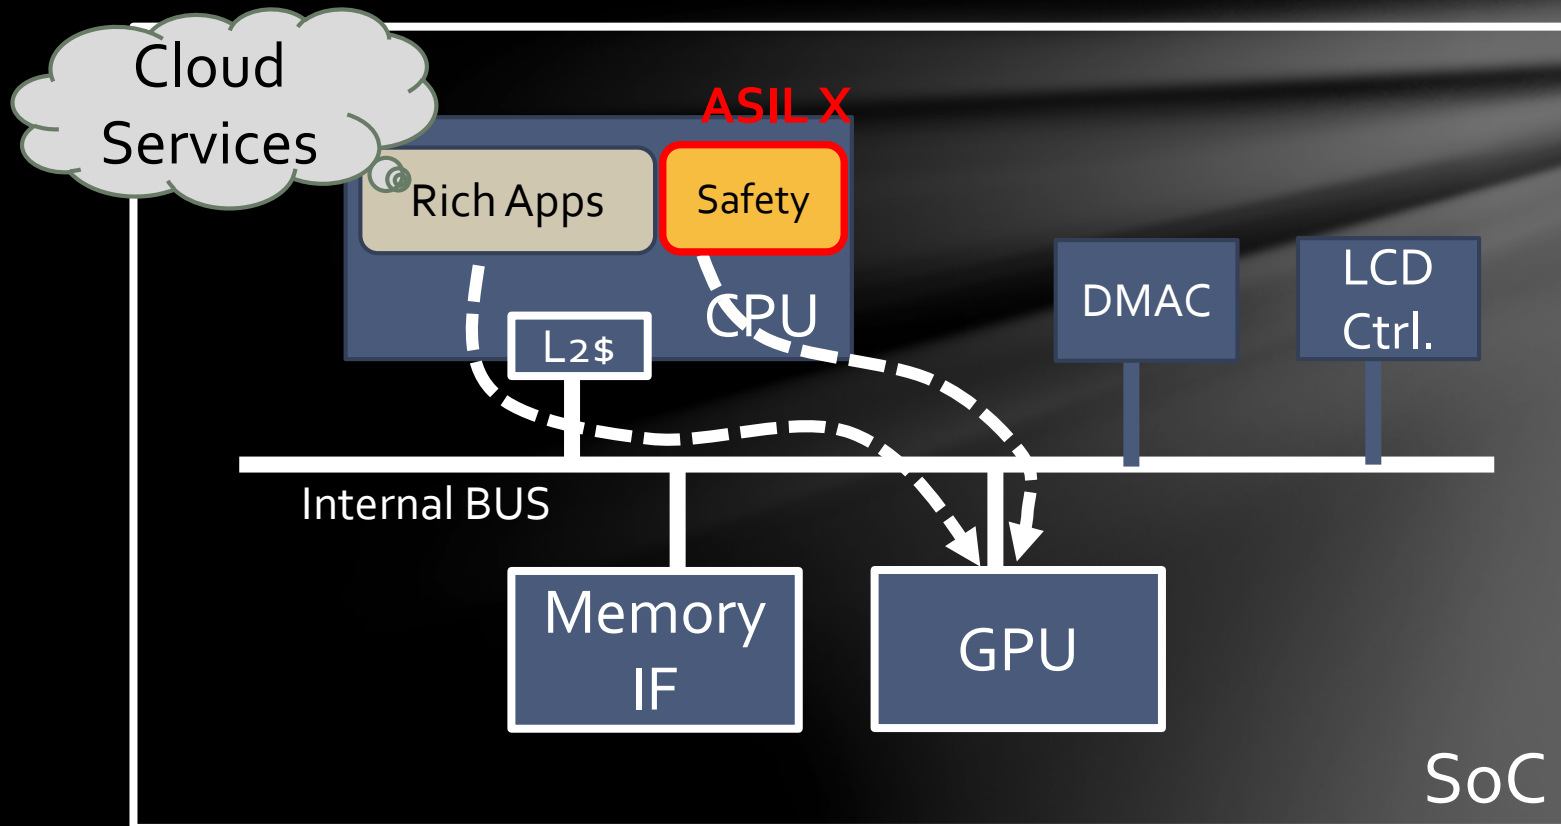 Cloud
Services
ASIL X
Rich Apps
Safety
CPU
L2$
DMAC
LCD
Ctrl.
Internal BUS
Memory
IF
GPU
SoC